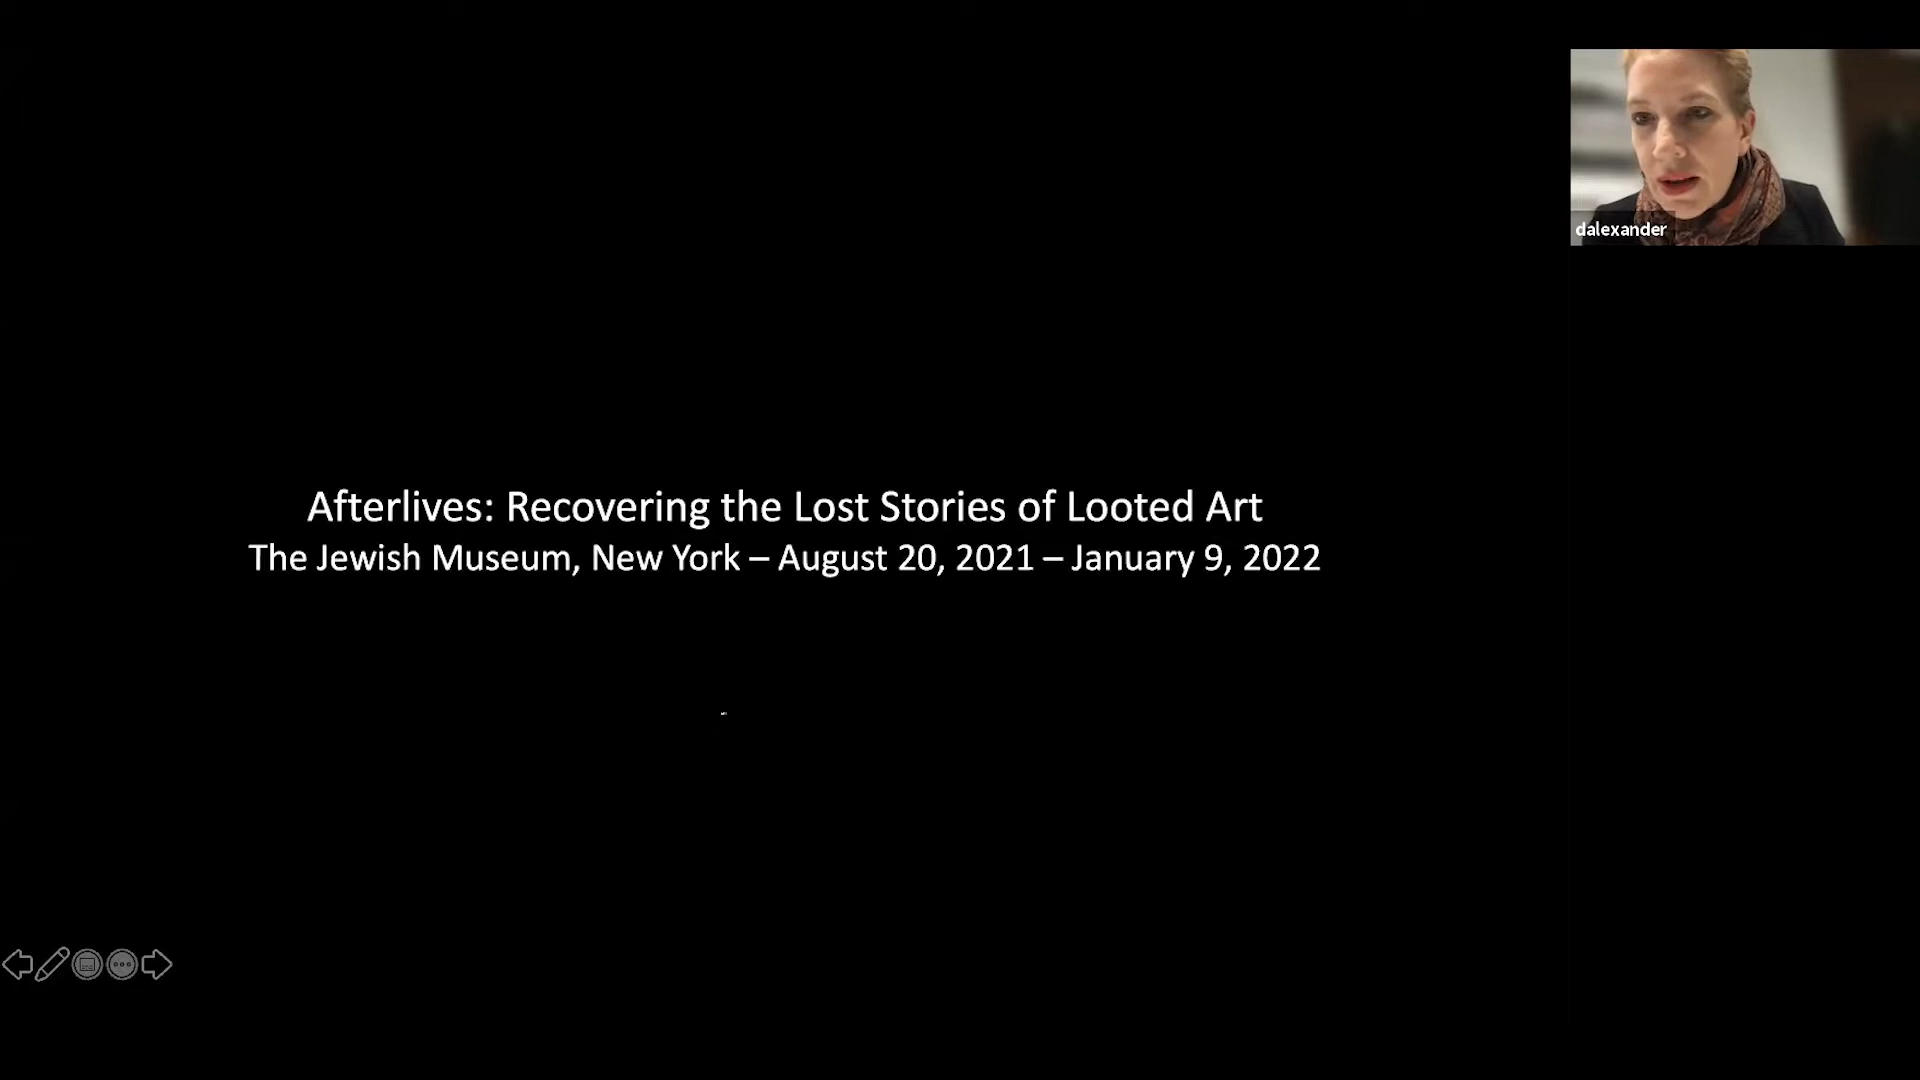 dalexander
Afterlives: Recovering the Lost Stories of Looted Art
The Jewish Museum, New York – August 20, 2021 – January 9, 2022